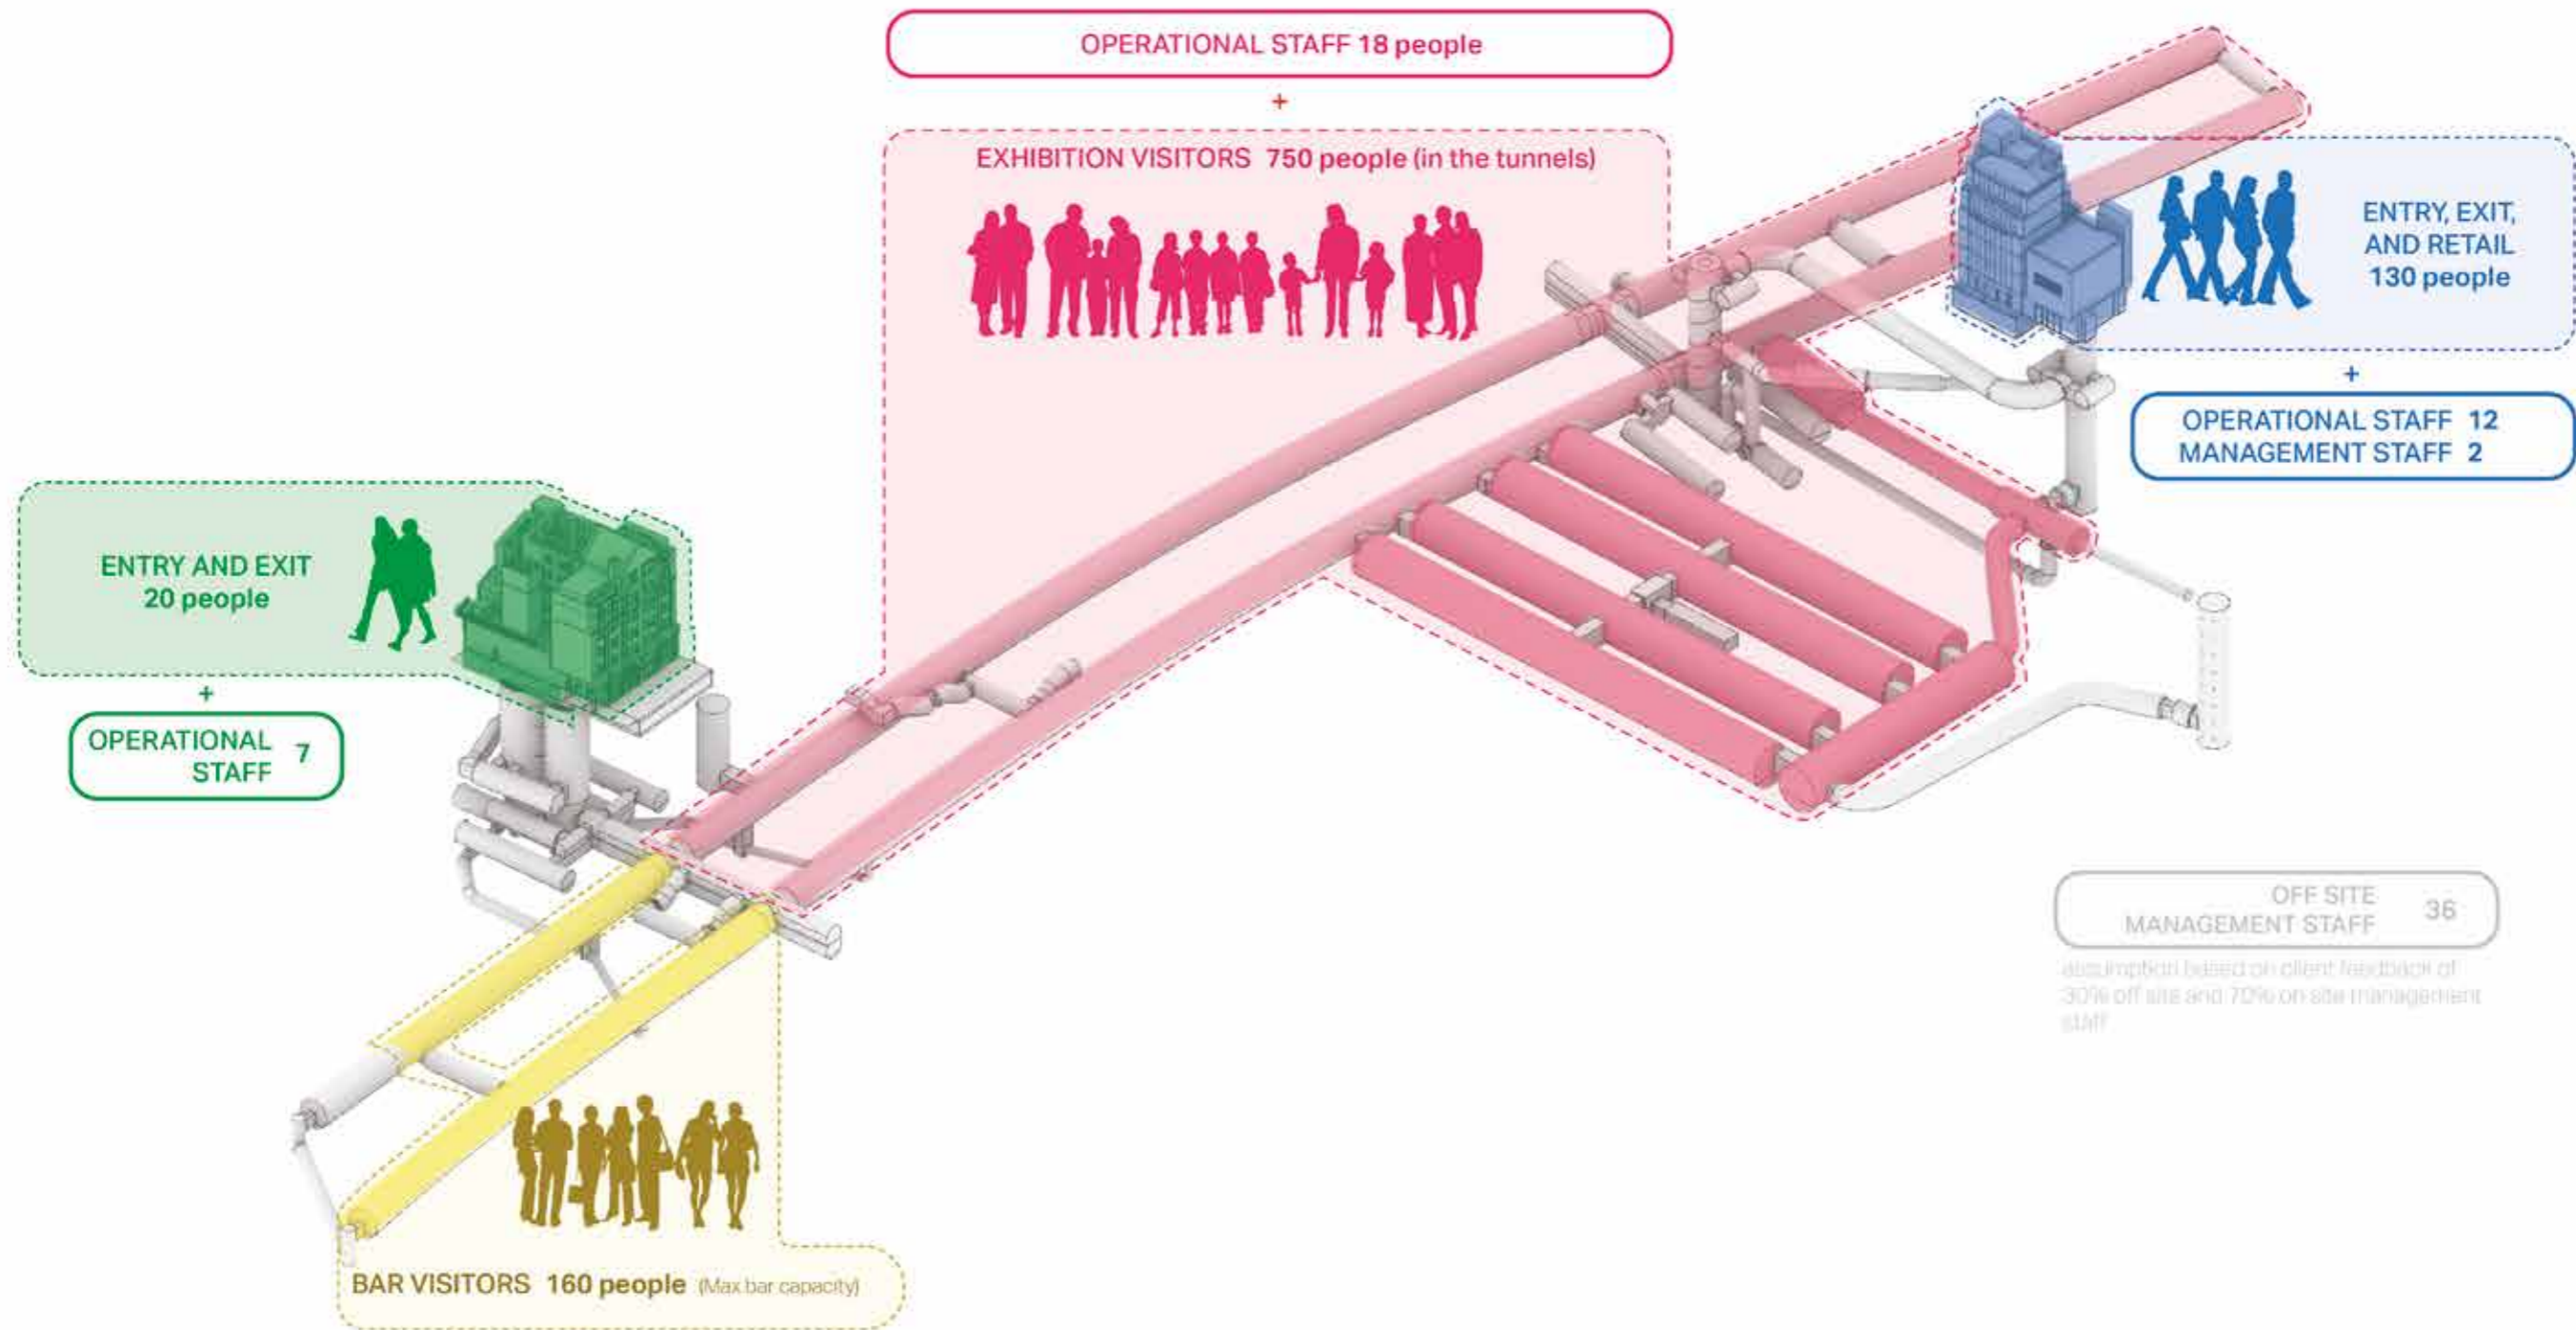 OPERATIONAL STAFF 18 people
+
EXHIBITION VISITORS 750 people (in the tunnels)
ENTRY, EXIT,
AND RETAIL
130 people
+
OPERATIONAL STAFF 12
MANAGEMENT STAFF 2
ENTRY AND EXIT
20 people
+
OPERATIONAL
STAFF 7
OFF SITE
MANAGEMENT STAFF 36
assumption based on client feedback of
30% off site and 70% on site management
staff
BAR VISITORS 160 people (Max bar capacity)